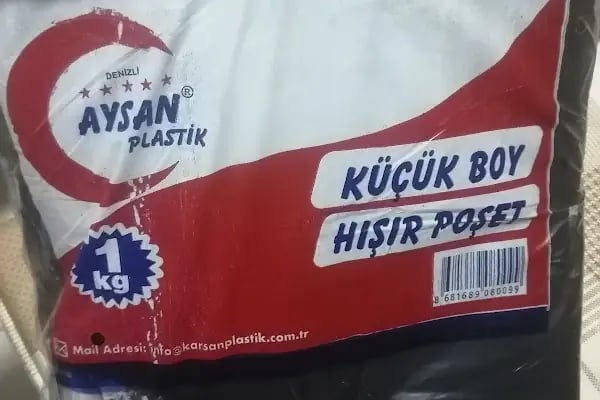 DENİZLİ
AYSAN®
PLASTİK
KÜÇÜK BOY
HIŞIR POŞET
1
kg
8 681689 080099
Mail Adresi: info@karsanplastik.com.tr